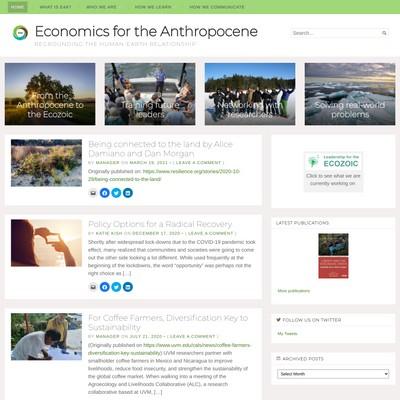 HOME WHAT IS E4A? WHO WE ARE HOW WE LEARN HOW WE COMMUNICATE
Economics for the Anthropocene
REGROUNDING THE HUMAN-EARTH RELATIONSHIP
Search...
From the Anthropocene to the Ecozoic
Training future leaders
Networking with researchers
Solving real-world problems
Being connected to the land by Alice
Damiano and Dan Morgan
BY MANAGER ON MARCH 19, 2021 • ( LEAVE A COMMENT )
Originally published on: https://www.resilience.org/stories/2020-10-
29/being-connected-to-the-land/
Policy Options for a Radical Recovery
BY KATIE KISH ON DECEMBER 17, 2020 • ( LEAVE A COMMENT )
Shortly after widespread lock-downs due to the COVID-19 pandemic took
effect, many realized that communities and societies were going to come
out the other side looking a lot different. While used frequently at the
beginning of the lockdowns, the word "opportunity" was perhaps not the
right choice as […]
For Coffee Farmers, Diversification Key to
Sustainability
BY MANAGER ON JULY 21, 2020 • ( LEAVE A COMMENT )
(Originally published on https://www.uvm.edu/cals/news/coffee-farmers-
diversification-key-sustainability) UVM researchers partner with
smallholder coffee farmers in Mexico and Nicaragua to improve
livelihoods, reduce food insecurity, and strengthen the sustainability
of the global coffee market. When walking into a meeting of the
Agroecology and Livelihoods Collaborative (ALC), a research
collaborative based at UVM, […]
Leadership for the
ECOZOIC
Click to see what we are
currently working on
LATEST PUBLICATIONS:
More publications
FOLLOW US ON TWITTER
My Tweets
ARCHIVED POSTS
Select Month